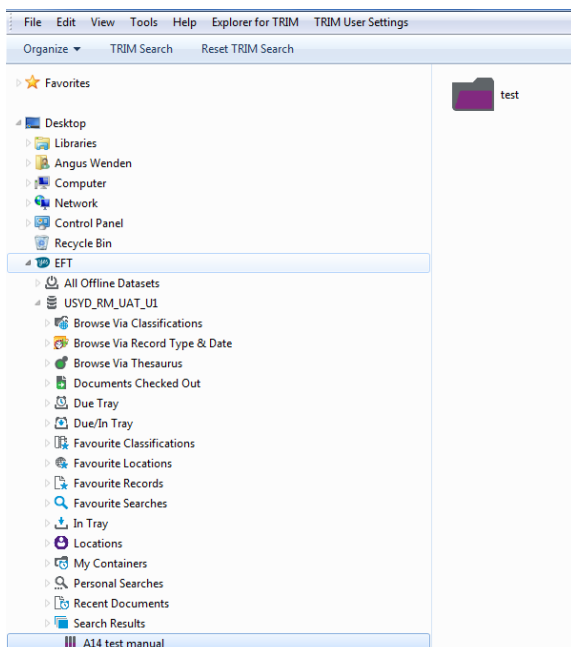 File Edit View Tools Help Explorer for TRIM TRIM User Settings
Organize TRIM Search Reset TRIM Search
Favorites
test
Desktop
Libraries
Angus Wenden
Computer
Network
Control Panel
Recycle Bin
EFT
All Offline Datasets
USYD_RM_UAT_U1
Browse Via Classifications
Browse Via Record Type & Date
Browse Via Thesaurus
Documents Checked Out
Due Tray
Due/In Tray
Favourite Classifications
Favourite Locations
Favourite Records
Favourite Searches
In Tray
Locations
My Containers
Personal Searches
Recent Documents
Search Results
A14 test manual